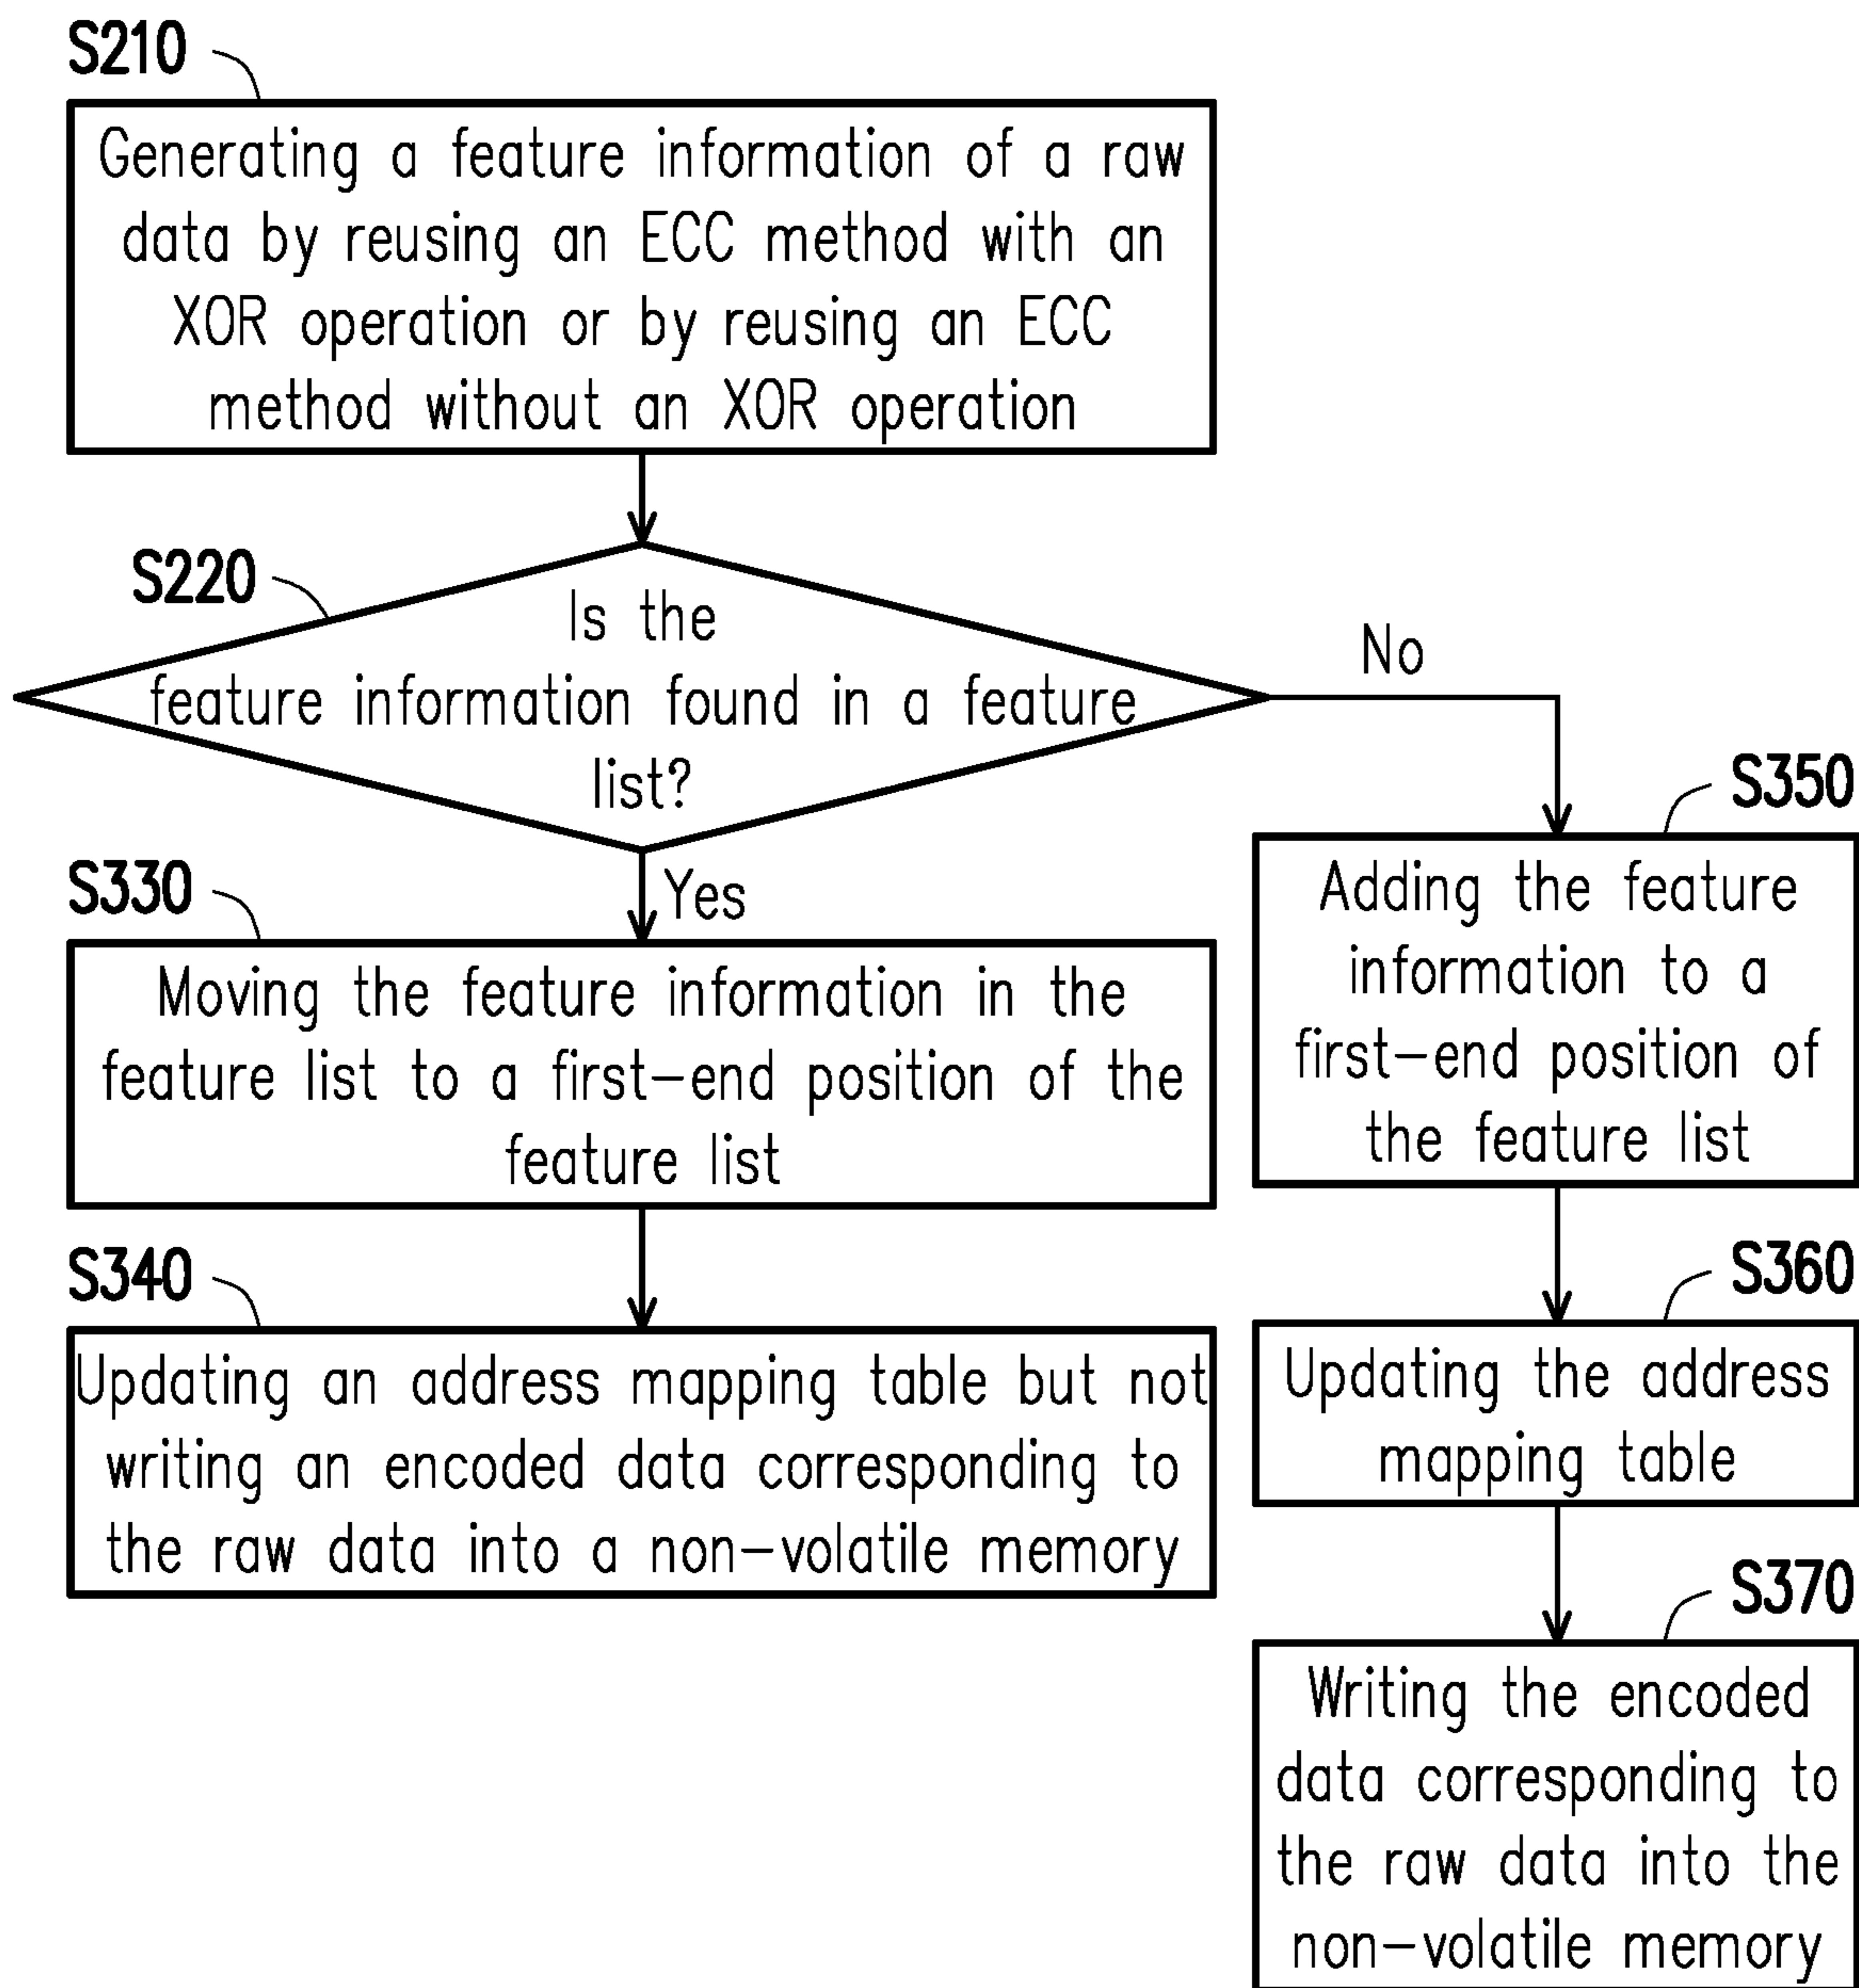 S210
Generating a feature information of a raw
data by reusing an ECC method with an
XOR operation or by reusing an ECC
method without an XOR operation
S220
Is the
feature information found in a feature
list?
No
Yes
S330
Moving the feature information in the
feature list to a first-end position of the
feature list
S340
Updating an address mapping table but not
writing an encoded data corresponding to
the raw data into a non-volatile memory
S350
Adding the feature
information to a
first-end position of
the feature list
S360
Updating the address
mapping table
S370
Writing the encoded
data corresponding to
the raw data into the
non-volatile memory